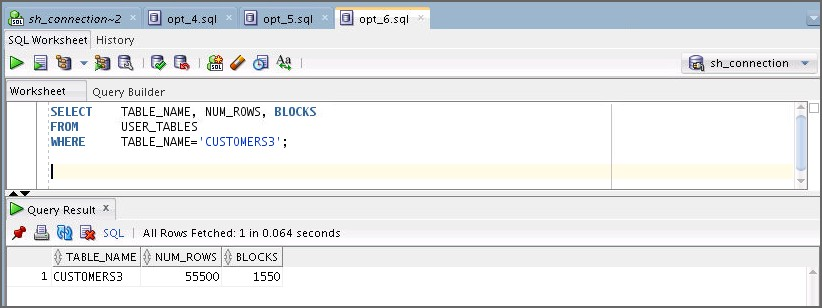 sh_connection~2 opt_4.sql opt_5.sql opt_6.sql
SQL Worksheet History
SQL Aa sh_connection
Worksheet Query Builder
SELECT TABLE_NAME, NUM_ROWS, BLOCKS
FROM USER_TABLES
WHERE TABLE_NAME='CUSTOMERS3';
Query Result x
SQL | All Rows Fetched: 1 in 0.064 seconds
TABLE_NAME NUM_ROWS BLOCKS
1 CUSTOMERS3 55500 1550